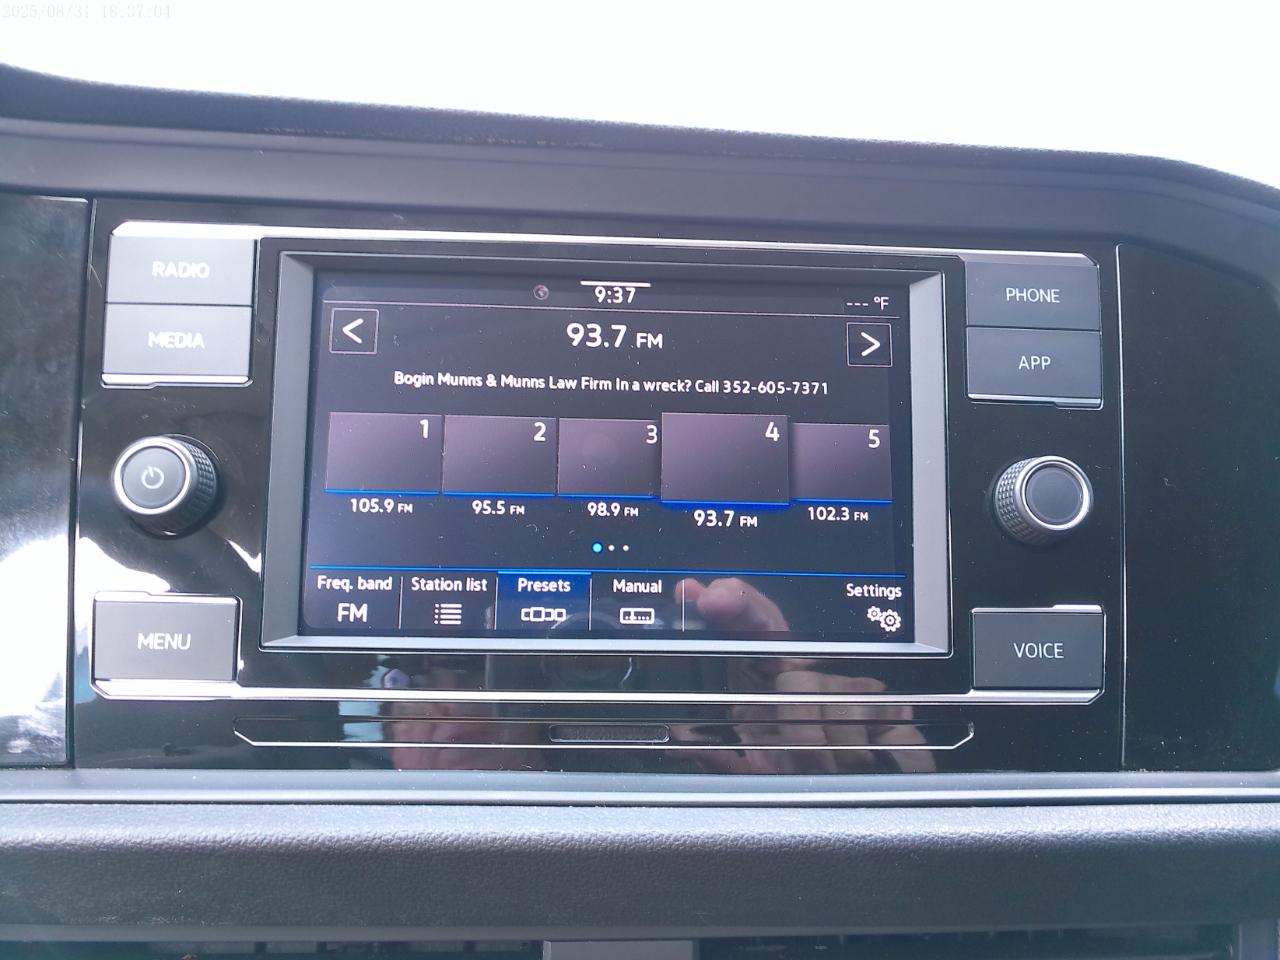 2025/08/31 18:37:04
RADIO
MEDIA
MENU
PHONE
APP
VOICE
9:37
--- °F
<
93.7 FM
>
Bogin Munns & Munns Law Firm In a wreck? Call 352-605-7371
1 2 3 4 5
105.9 FM 95.5 FM 98.9 FM 93.7 FM 102.3 FM
Freq. band Station list Presets Manual Settings
FM